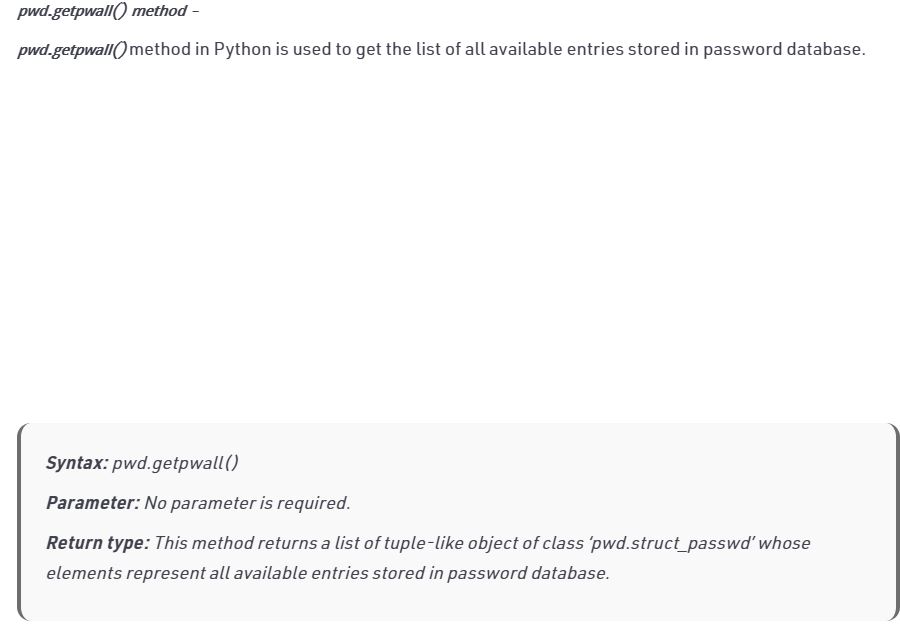 pwd.getpwall() method –
pwd.getpwall() method in Python is used to get the list of all available entries stored in password database.
Syntax: pwd.getpwall()
Parameter: No parameter is required.
Return type: This method returns a list of tuple-like object of class ‘pwd.struct_passwd’ whose
elements represent all available entries stored in password database.